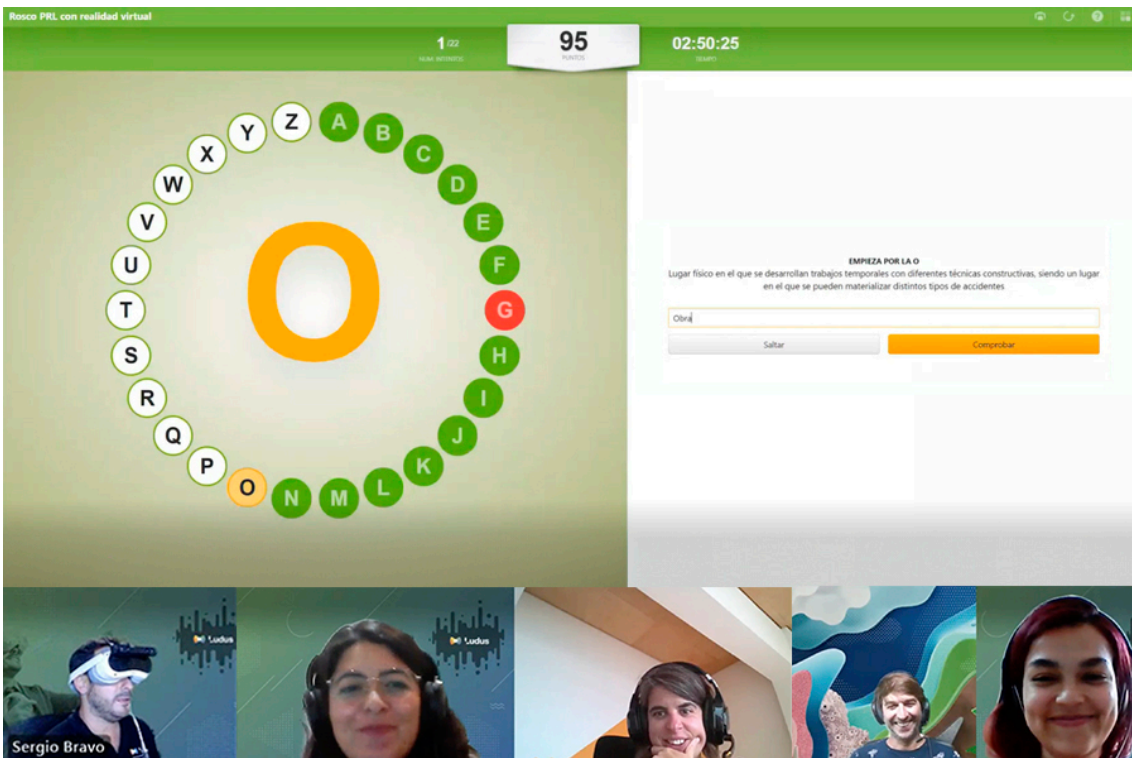 Rosco PRL con realidad virtual
1/22
NUM. INTENTOS
95
PUNTOS
02:50:25
TIEMPO
A
B
C
D
E
F
G
H
I
J
K
L
M
N
O
P
Q
R
S
T
U
V
W
X
Y
Z
O
EMPIEZA POR LA O
Lugar físico en el que se desarrollan trabajos temporales con diferentes técnicas constructivas, siendo un lugar
en el que se pueden materializar distintos tipos de accidentes
Obra
Saltar
Comprobar
Ludus
Ludus
Sergio Bravo